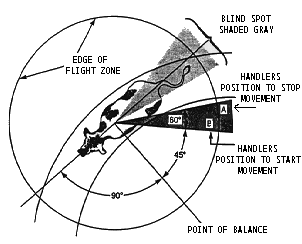 BLIND SPOT
SHADED GRAY
EDGE OF
FLIGHT ZONE
HANDLERS
POSITION TO STOP
MOVEMENT
A
60°
B
45°
HANDLERS
POSITION TO START
MOVEMENT
90°
POINT OF BALANCE